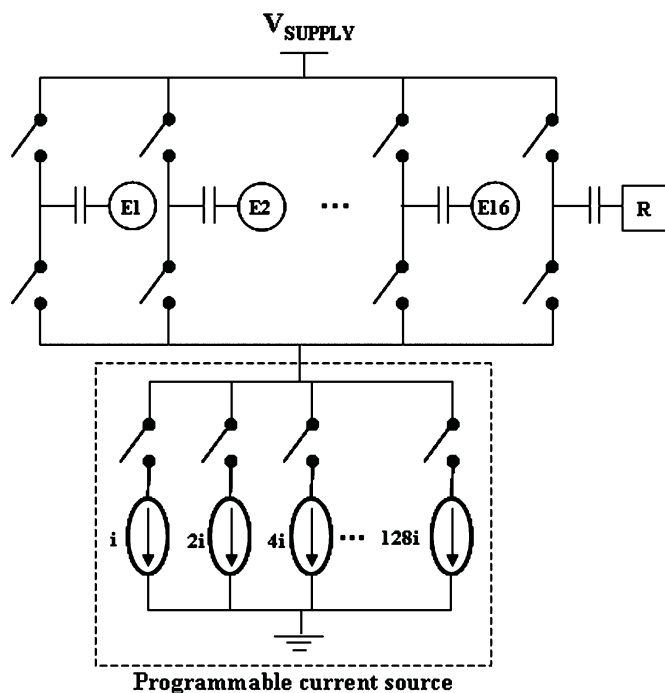 VSUPPLY
E1 E2 ... E16 R
i 2i 4i ... 128i
Programmable current source